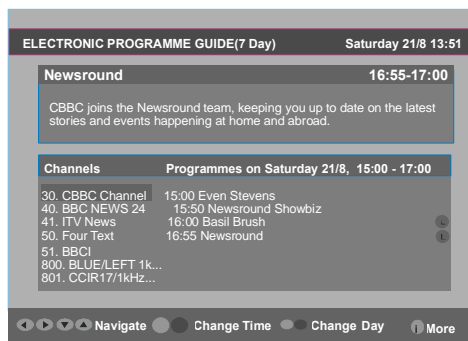 ELECTRONIC PROGRAMME GUIDE(7 Day) Saturday 21/8 13:51
Newsround 16:55-17:00
CBBC joins the Newsround team, keeping you up to date on the latest
stories and events happening at home and abroad.
Channels Programmes on Saturday 21/8, 15:00 - 17:00
30. CBBC Channel 15:00 Even Stevens
40. BBC NEWS 24 15:50 Newsround Showbiz
41. ITV News 16:00 Basil Brush
50. Four Text 16:55 Newsround
51. BBCI
800. BLUE/LEFT 1k...
801. CCIR17/1kHz...
Navigate Change Time Change Day i More